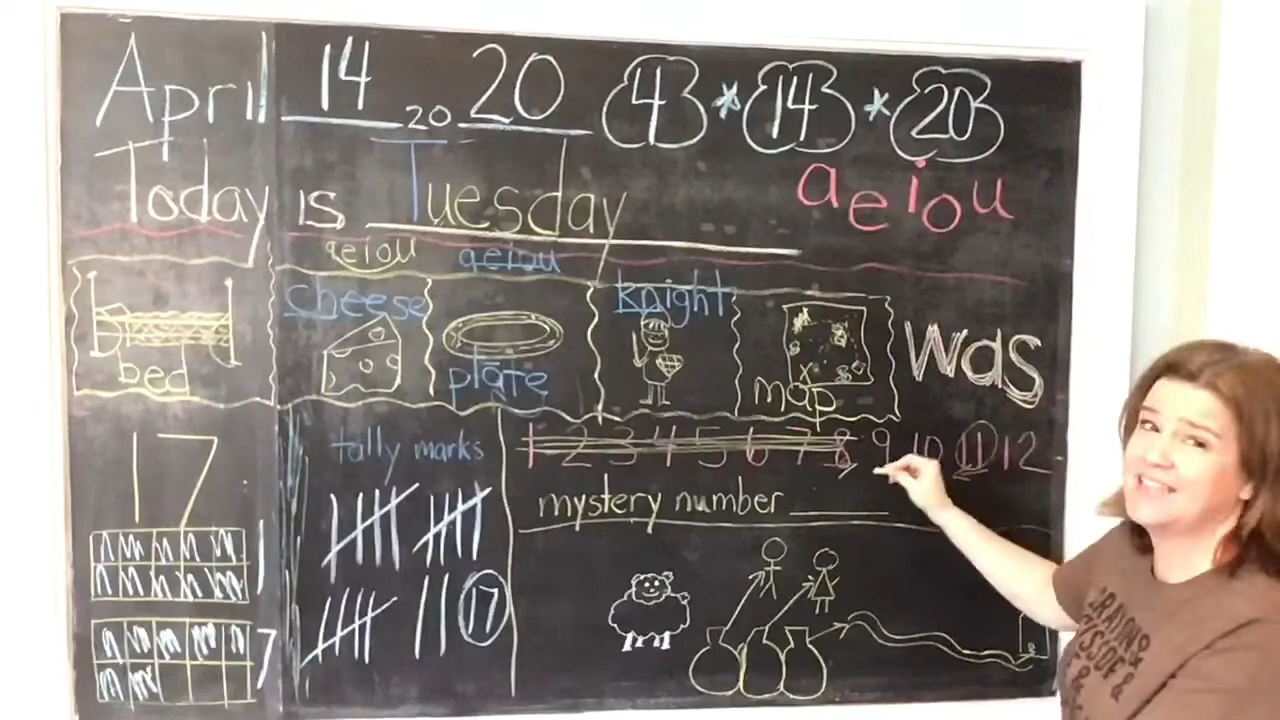 April 14 20 20 4 * 14 * 20
Today is Tuesday aeiou
aeiou aeiou
bed cheese plate knight map was
17
tally marks
1 2 3 4 5 6 7 8 9 10 11 12
mystery number
1
17
7